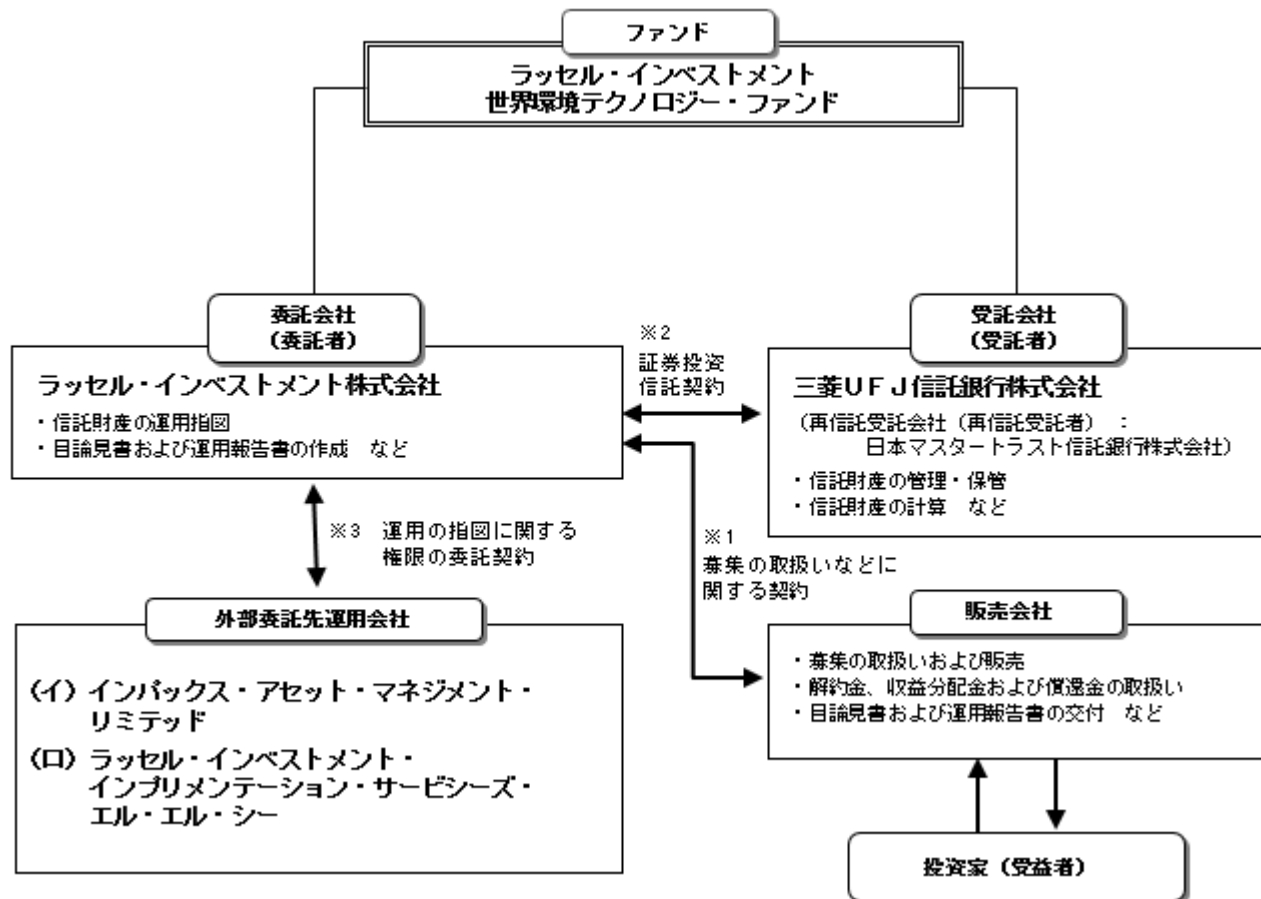 ファンド
ラッセル・インベストメント
世界環境テクノロジー・ファンド
委託会社
(委託者)
ラッセル・インベストメント株式会社
・信託財産の運用指図
・目論見書および運用報告書の作成 など
※2
証券投資
信託契約
受託会社
(受託者)
三菱UFJ信託銀行株式会社
(再信託受託会社(再信託受託者) :
日本マスタートラスト信託銀行株式会社)
・信託財産の管理・保管
・信託財産の計算 など
※3 運用の指図に関する
権限の委託契約
※1
募集の取扱いなどに
関する契約
外部委託先運用会社
(イ) インパックス・アセット・マネジメント・
リミテッド
(ロ) ラッセル・インベストメント・
インプリメンテーション・サービシーズ・
エル・エル・シー
販売会社
・募集の取扱いおよび販売
・解約金、収益分配金および償還金の取扱い
・目論見書および運用報告書の交付 など
投資家(受益者)